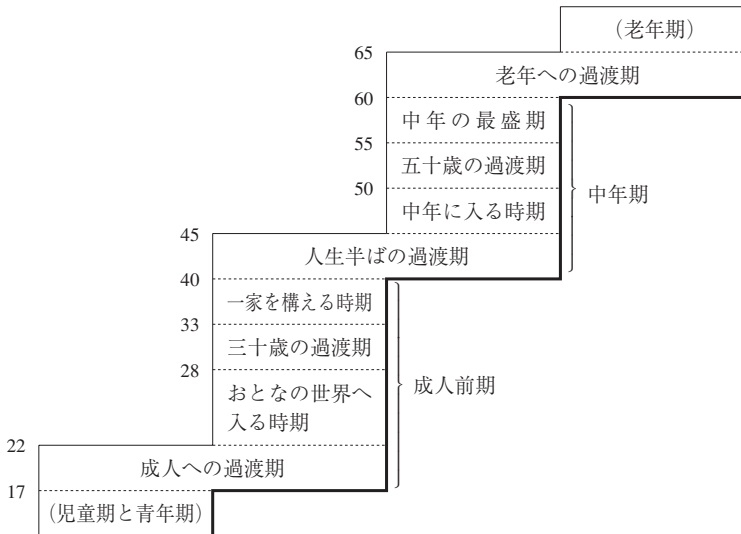 (老年期)
65
老年への過渡期
60
中年の最盛期
55
五十歳の過渡期
50
中年に入る時期
中年期
45
人生半ばの過渡期
40
一家を構える時期
33
三十歳の過渡期
28
おとなの世界へ
入る時期
成人前期
22
成人への過渡期
17
(児童期と青年期)